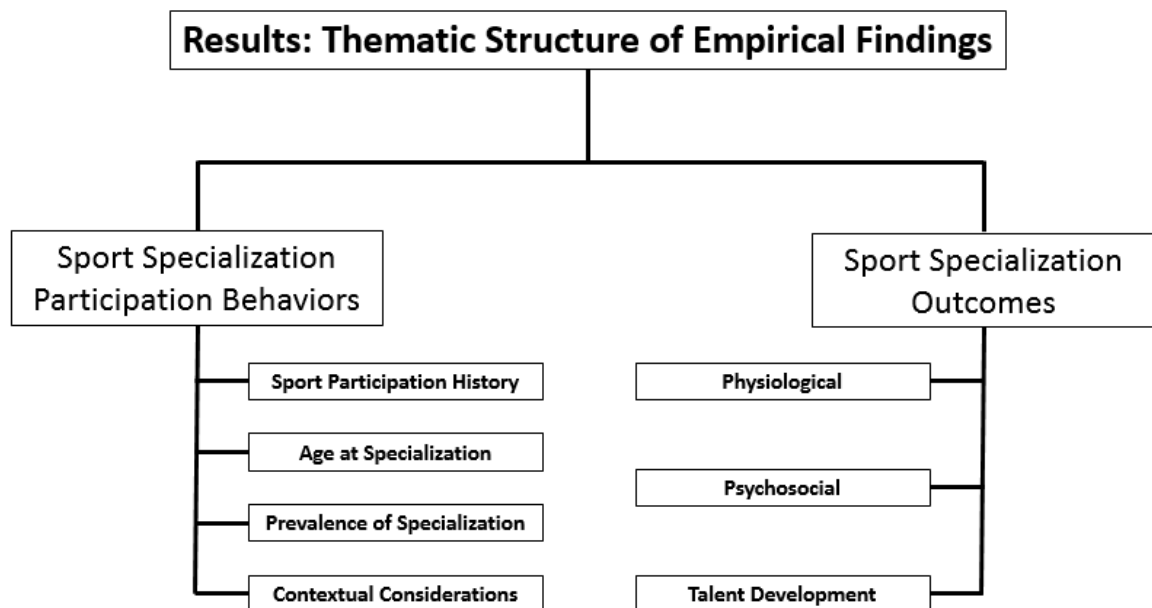 Results: Thematic Structure of Empirical Findings
Sport Specialization
Participation Behaviors
Sport Participation History
Age at Specialization
Prevalence of Specialization
Contextual Considerations
Sport Specialization
Outcomes
Physiological
Psychosocial
Talent Development